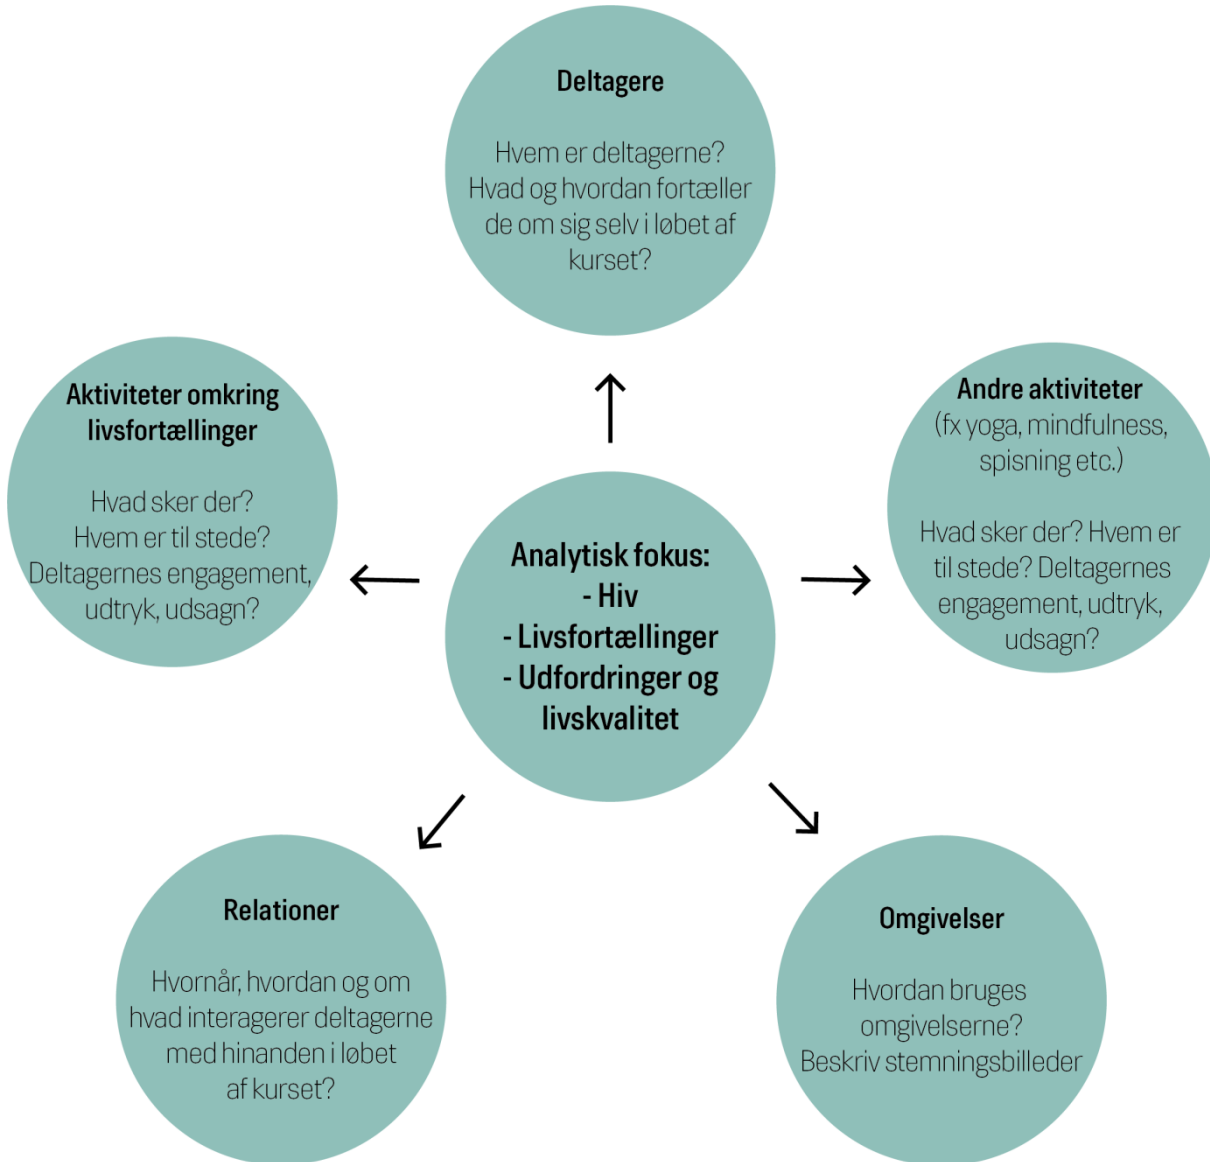 Deltagere
Hvem er deltagerne?
Hvad og hvordan fortæller
de om sig selv i løbet af
kurset?
Aktiviteter omkring
livsfortællinger
Hvad sker der?
Hvem er til stede?
Deltagernes engagement,
udtryk, udsagn?
Andre aktiviteter
(fx yoga, mindfulness,
spisning etc.)
Hvad sker der? Hvem er
til stede? Deltagernes
engagement, udtryk,
udsagn?
Analytisk fokus:
- Hiv
- Livsfortællinger
- Udfordringer og
livskvalitet
Relationer
Hvornår, hvordan og om
hvad interagerer deltagerne
med hinanden i løbet
af kurset?
Omgivelser
Hvordan bruges
omgivelserne?
Beskriv stemningsbilleder